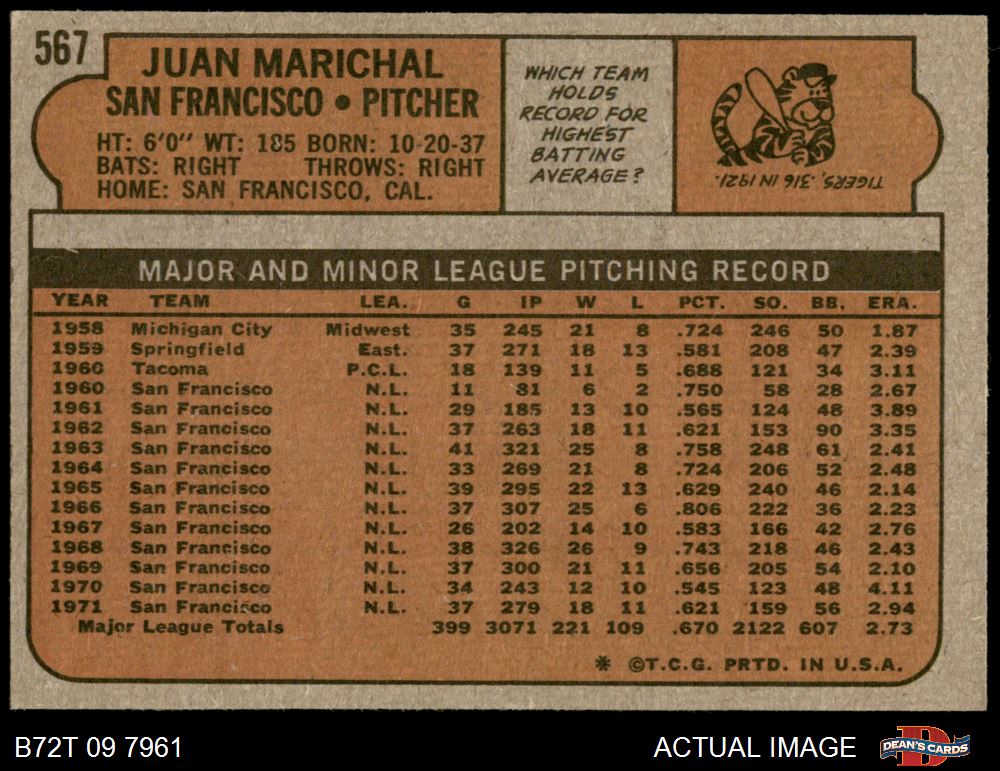 567
JUAN MARICHAL
SAN FRANCISCO • PITCHER
HT: 6'0" WT: 185 BORN: 10-20-37
BATS: RIGHT THROWS: RIGHT
HOME: SAN FRANCISCO, CAL.
WHICH TEAM
HOLDS
RECORD FOR
HIGHEST
BATTING
AVERAGE?
TIGERS, .316 IN 1921.
MAJOR AND MINOR LEAGUE PITCHING RECORD
YEAR TEAM LEA. G IP W L PCT. SO. BB. ERA.
1958 Michigan City Midwest 35 245 21 8 .724 246 50 1.87
1959 Springfield East. 37 271 18 13 .581 208 47 2.39
1960 Tacoma P.C.L. 18 139 11 5 .688 121 34 3.11
1960 San Francisco N.L. 11 81 6 2 .750 58 28 2.67
1961 San Francisco N.L. 29 185 13 10 .565 124 48 3.89
1962 San Francisco N.L. 37 263 18 11 .621 153 90 3.35
1963 San Francisco N.L. 41 321 25 8 .758 248 61 2.41
1964 San Francisco N.L. 33 269 21 8 .724 206 52 2.48
1965 San Francisco N.L. 39 295 22 13 .629 240 46 2.14
1966 San Francisco N.L. 37 307 25 6 .806 222 36 2.23
1967 San Francisco N.L. 26 202 14 10 .583 166 42 2.76
1968 San Francisco N.L. 38 326 26 9 .743 218 46 2.43
1969 San Francisco N.L. 37 300 21 11 .656 205 54 2.10
1970 San Francisco N.L. 34 243 12 10 .545 123 48 4.11
1971 San Francisco N.L. 37 279 18 11 .621 159 56 2.94
Major League Totals 399 3071 221 109 .670 2122 607 2.73
* ©T.C.G. PRTD. IN U.S.A.
B72T 09 7961
ACTUAL IMAGE
DEAN'S CARDS